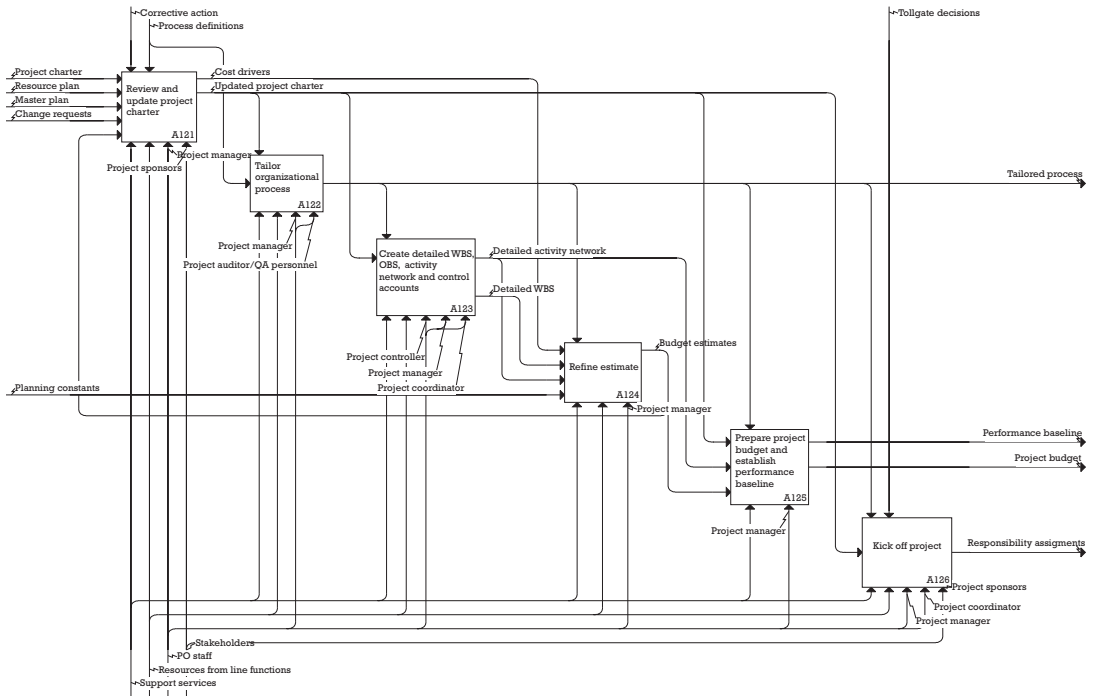 Corrective action
Tollgate decisions
Process definitions
Project charter
Cost drivers
Resource plan
Updated project charter
Master plan
Change requests
Review and
update project
charter
A121
Project manager
Project sponsors
Tailor
organizational
process
A122
Tailored process
Project manager
Project auditor/QA personnel
Create detailed WBS,
OBS, activity
network and control
accounts
A123
Detailed activity network
Detailed WBS
Project controller
Project manager
Project coordinator
Budget estimates
Refine estimate
A124
Planning constants
Project manager
Prepare project
budget and
establish
performance
baseline
A125
Performance baseline
Project budget
Project manager
Kick off project
A126
Responsibility assigments
Project sponsors
Project coordinator
Project manager
Stakeholders
PO staff
Resources from line functions
Support services